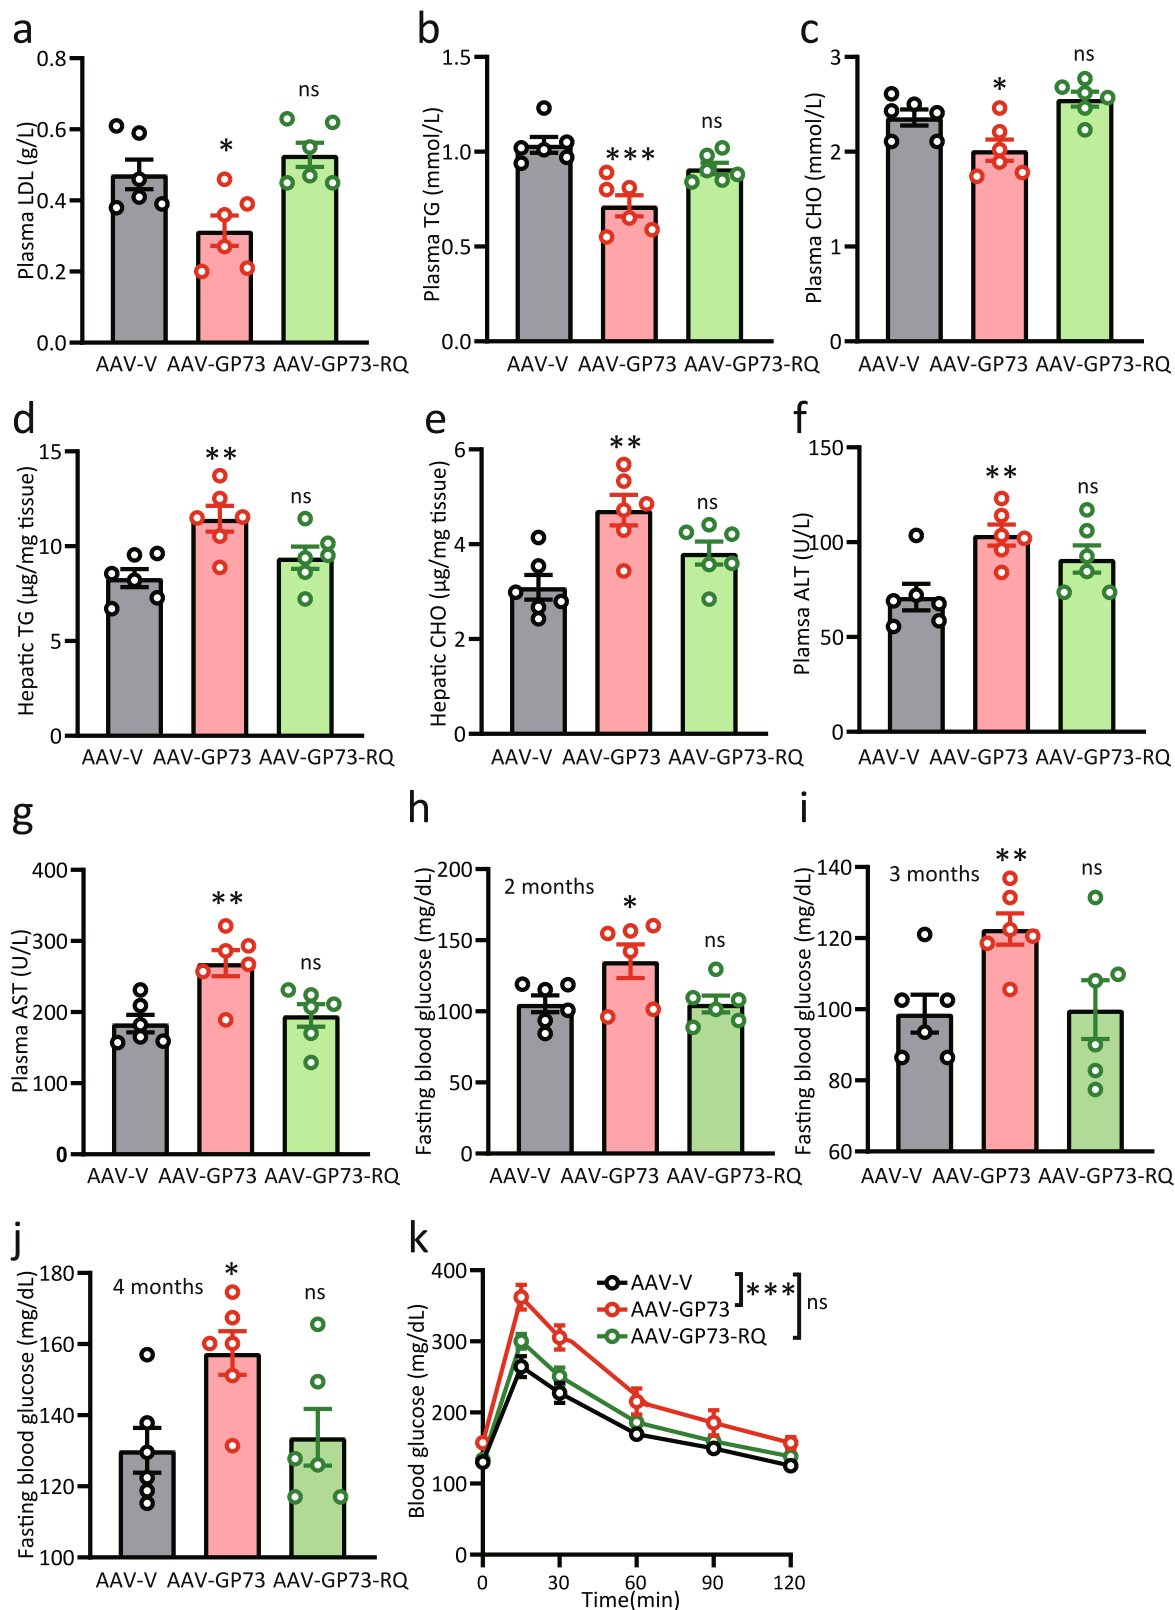 a
Plasma LDL (g/L)
0.8
0.6
0.4
0.2
0.0
*
ns
AAV-V AAV-GP73 AAV-GP73-RQ
b
Plasma TG (mmol/L)
1.5
1.0
0.5
0.0
***
ns
AAV-V AAV-GP73 AAV-GP73-RQ
c
Plasma CHO (mmol/L)
3
2
1
0
*
ns
AAV-V AAV-GP73 AAV-GP73-RQ
d
Hepatic TG (µg/mg tissue)
15
10
5
0
**
ns
AAV-V AAV-GP73 AAV-GP73-RQ
e
Hepatic CHO (µg/mg tissue)
6
4
2
0
**
ns
AAV-V AAV-GP73 AAV-GP73-RQ
f
Plamsa ALT (U/L)
150
100
50
0
**
ns
AAV-V AAV-GP73 AAV-GP73-RQ
g
Plasma AST (U/L)
400
300
200
100
0
**
ns
AAV-V AAV-GP73 AAV-GP73-RQ
h
Fasting blood glucose (mg/dL)
200
150
100
50
0
2 months
*
ns
AAV-V AAV-GP73 AAV-GP73-RQ
i
Fasting blood glucose (mg/dL)
140
120
100
80
60
3 months
**
ns
AAV-V AAV-GP73 AAV-GP73-RQ
j
Fasting blood glucose (mg/dL)
180
160
140
120
100
4 months
*
ns
AAV-V AAV-GP73 AAV-GP73-RQ
k
Blood glucose (mg/dL)
400
300
200
100
0
AAV-V
AAV-GP73
AAV-GP73-RQ
***
ns
0 30 60 90 120
Time(min)